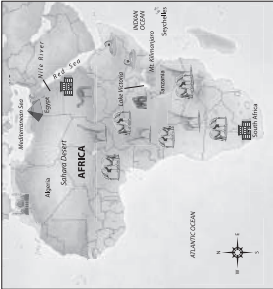 INDIAN
OCEAN
Seychelles
Nile River
Red Sea
Mt. Kilimanjaro
Mediterranean Sea
Egypt
Lake Victoria
Tanzania
Sahara Desert
AFRICA
Algeria
South Africa
ATLANTIC OCEAN
N
W
E
S